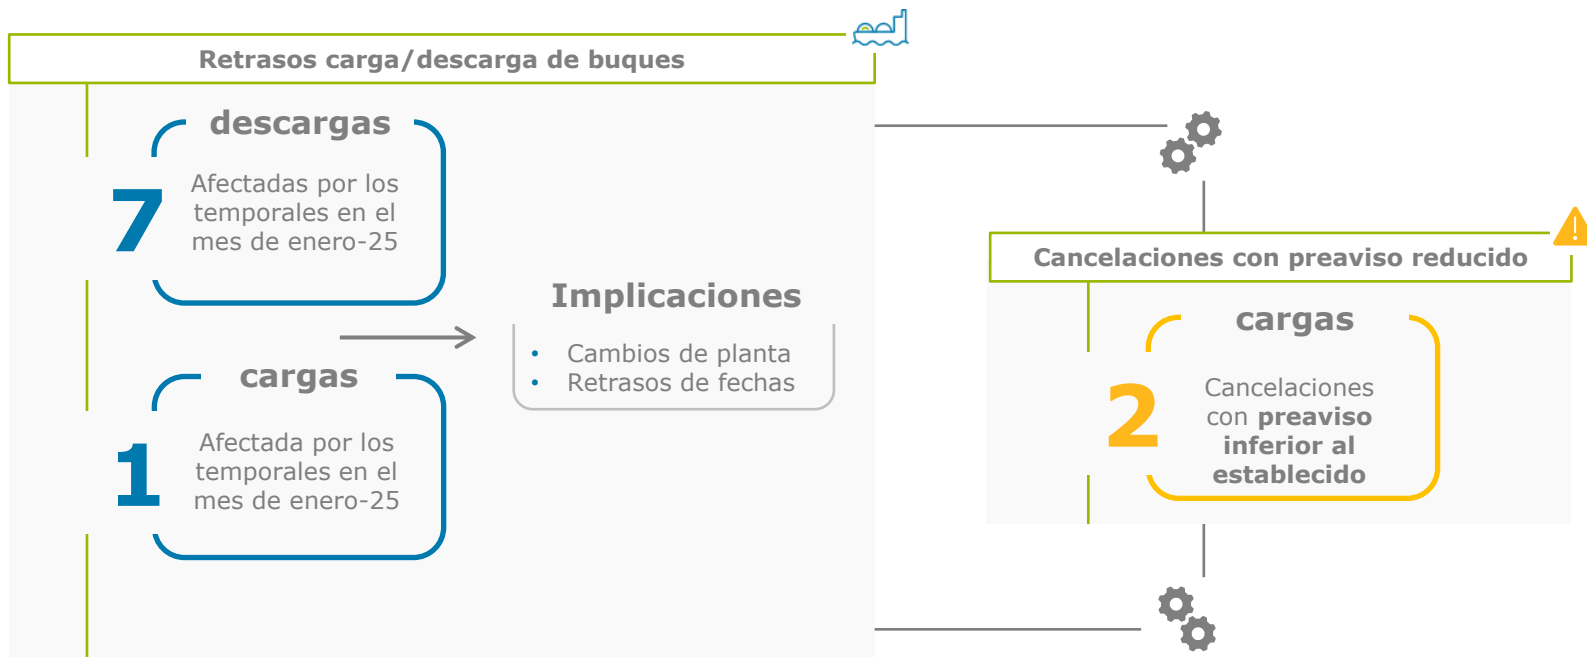 Retrasos carga/descarga de buques
descargas
7
Afectadas por los
temporales en el
mes de enero-25
cargas
1
Afectada por los
temporales en el
mes de enero-25
Implicaciones
• Cambios de planta
• Retrasos de fechas
Cancelaciones con preaviso reducido
cargas
2
Cancelaciones
con preaviso
inferior al
establecido